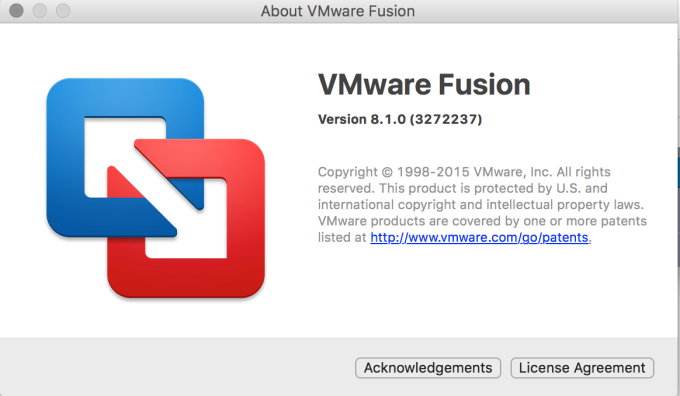 About VMware Fusion
VMware Fusion
Version 8.1.0 (3272237)
Copyright © 1998-2015 VMware, Inc. All rights
reserved. This product is protected by U.S. and
international copyright and intellectual property laws.
VMware products are covered by one or more patents
listed at http://www.vmware.com/go/patents.
Acknowledgements
License Agreement